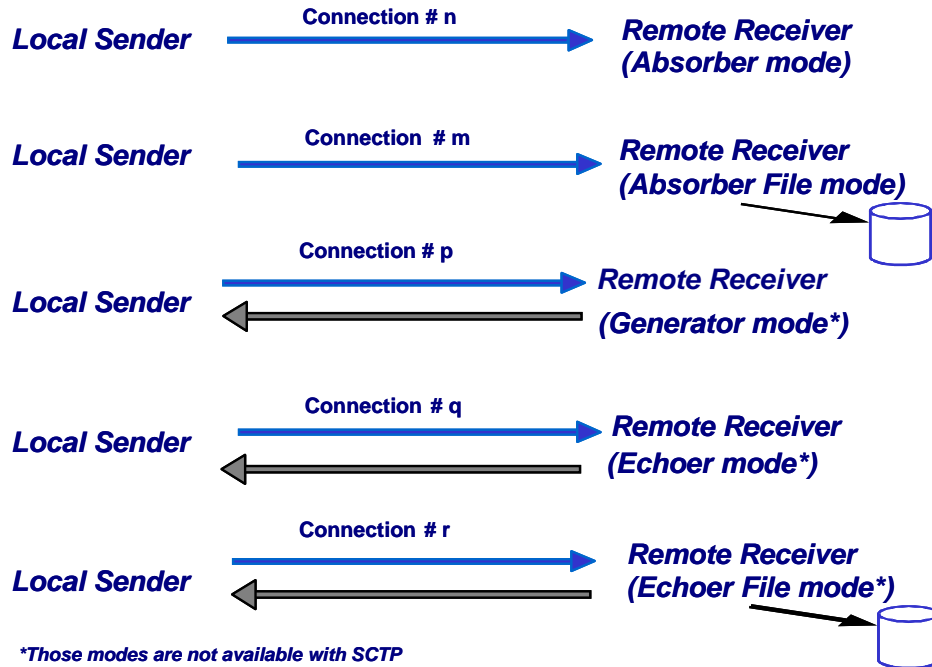 Connection # n
Local Sender
Remote Receiver
(Absorber mode)
Connection # m
Local Sender
Remote Receiver
(Absorber File mode)
Connection # p
Local Sender
Remote Receiver
(Generator mode*)
Connection # q
Local Sender
Remote Receiver
(Echoer mode*)
Connection # r
Local Sender
Remote Receiver
(Echoer File mode*)
*Those modes are not available with SCTP